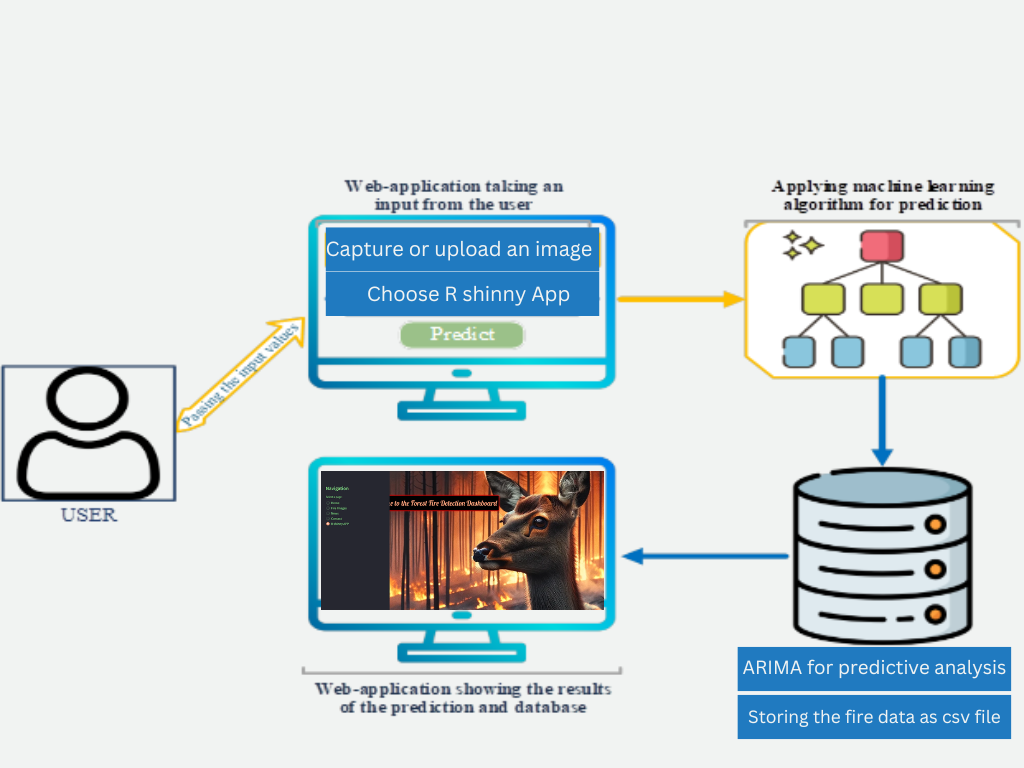 Web-application taking an
input from the user
Capture or upload an image
Choose R shinny App
Predict
Applying machine learning
algorithm for prediction
Passing the input values
USER
Navigation
to the Forest Fire Detection Dashboard
ARIMA for predictive analysis
Storing the fire data as csv file
Web-application showing the results
of the prediction and database